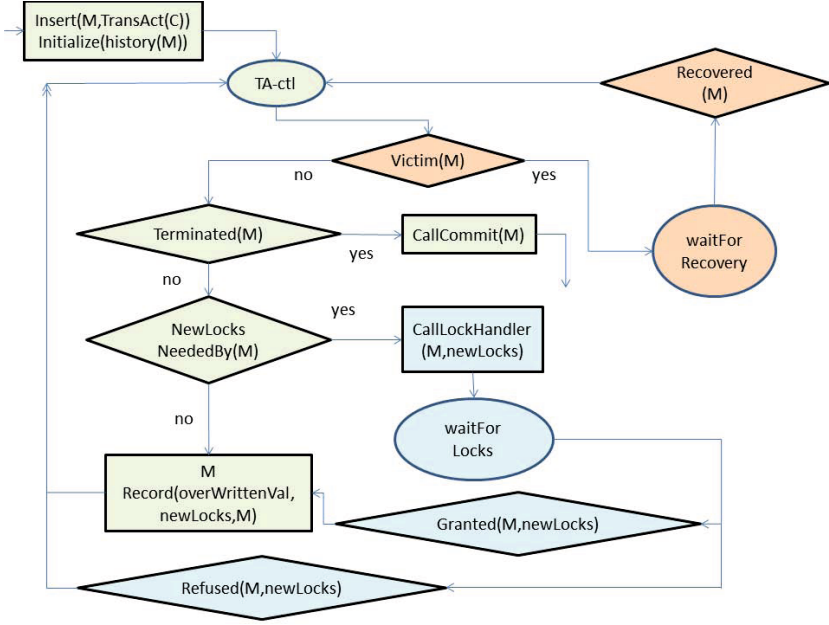 Insert(M,TransAct(C))
Initialize(history(M))
TA-ctl
Recovered
(M)
Victim(M)
no
yes
Terminated(M)
yes
CallCommit(M)
waitFor
Recovery
no
NewLocks
NeededBy(M)
yes
CallLockHandler
(M,newLocks)
no
waitFor
Locks
M
Record(overWrittenVal,
newLocks,M)
Granted(M,newLocks)
Refused(M,newLocks)